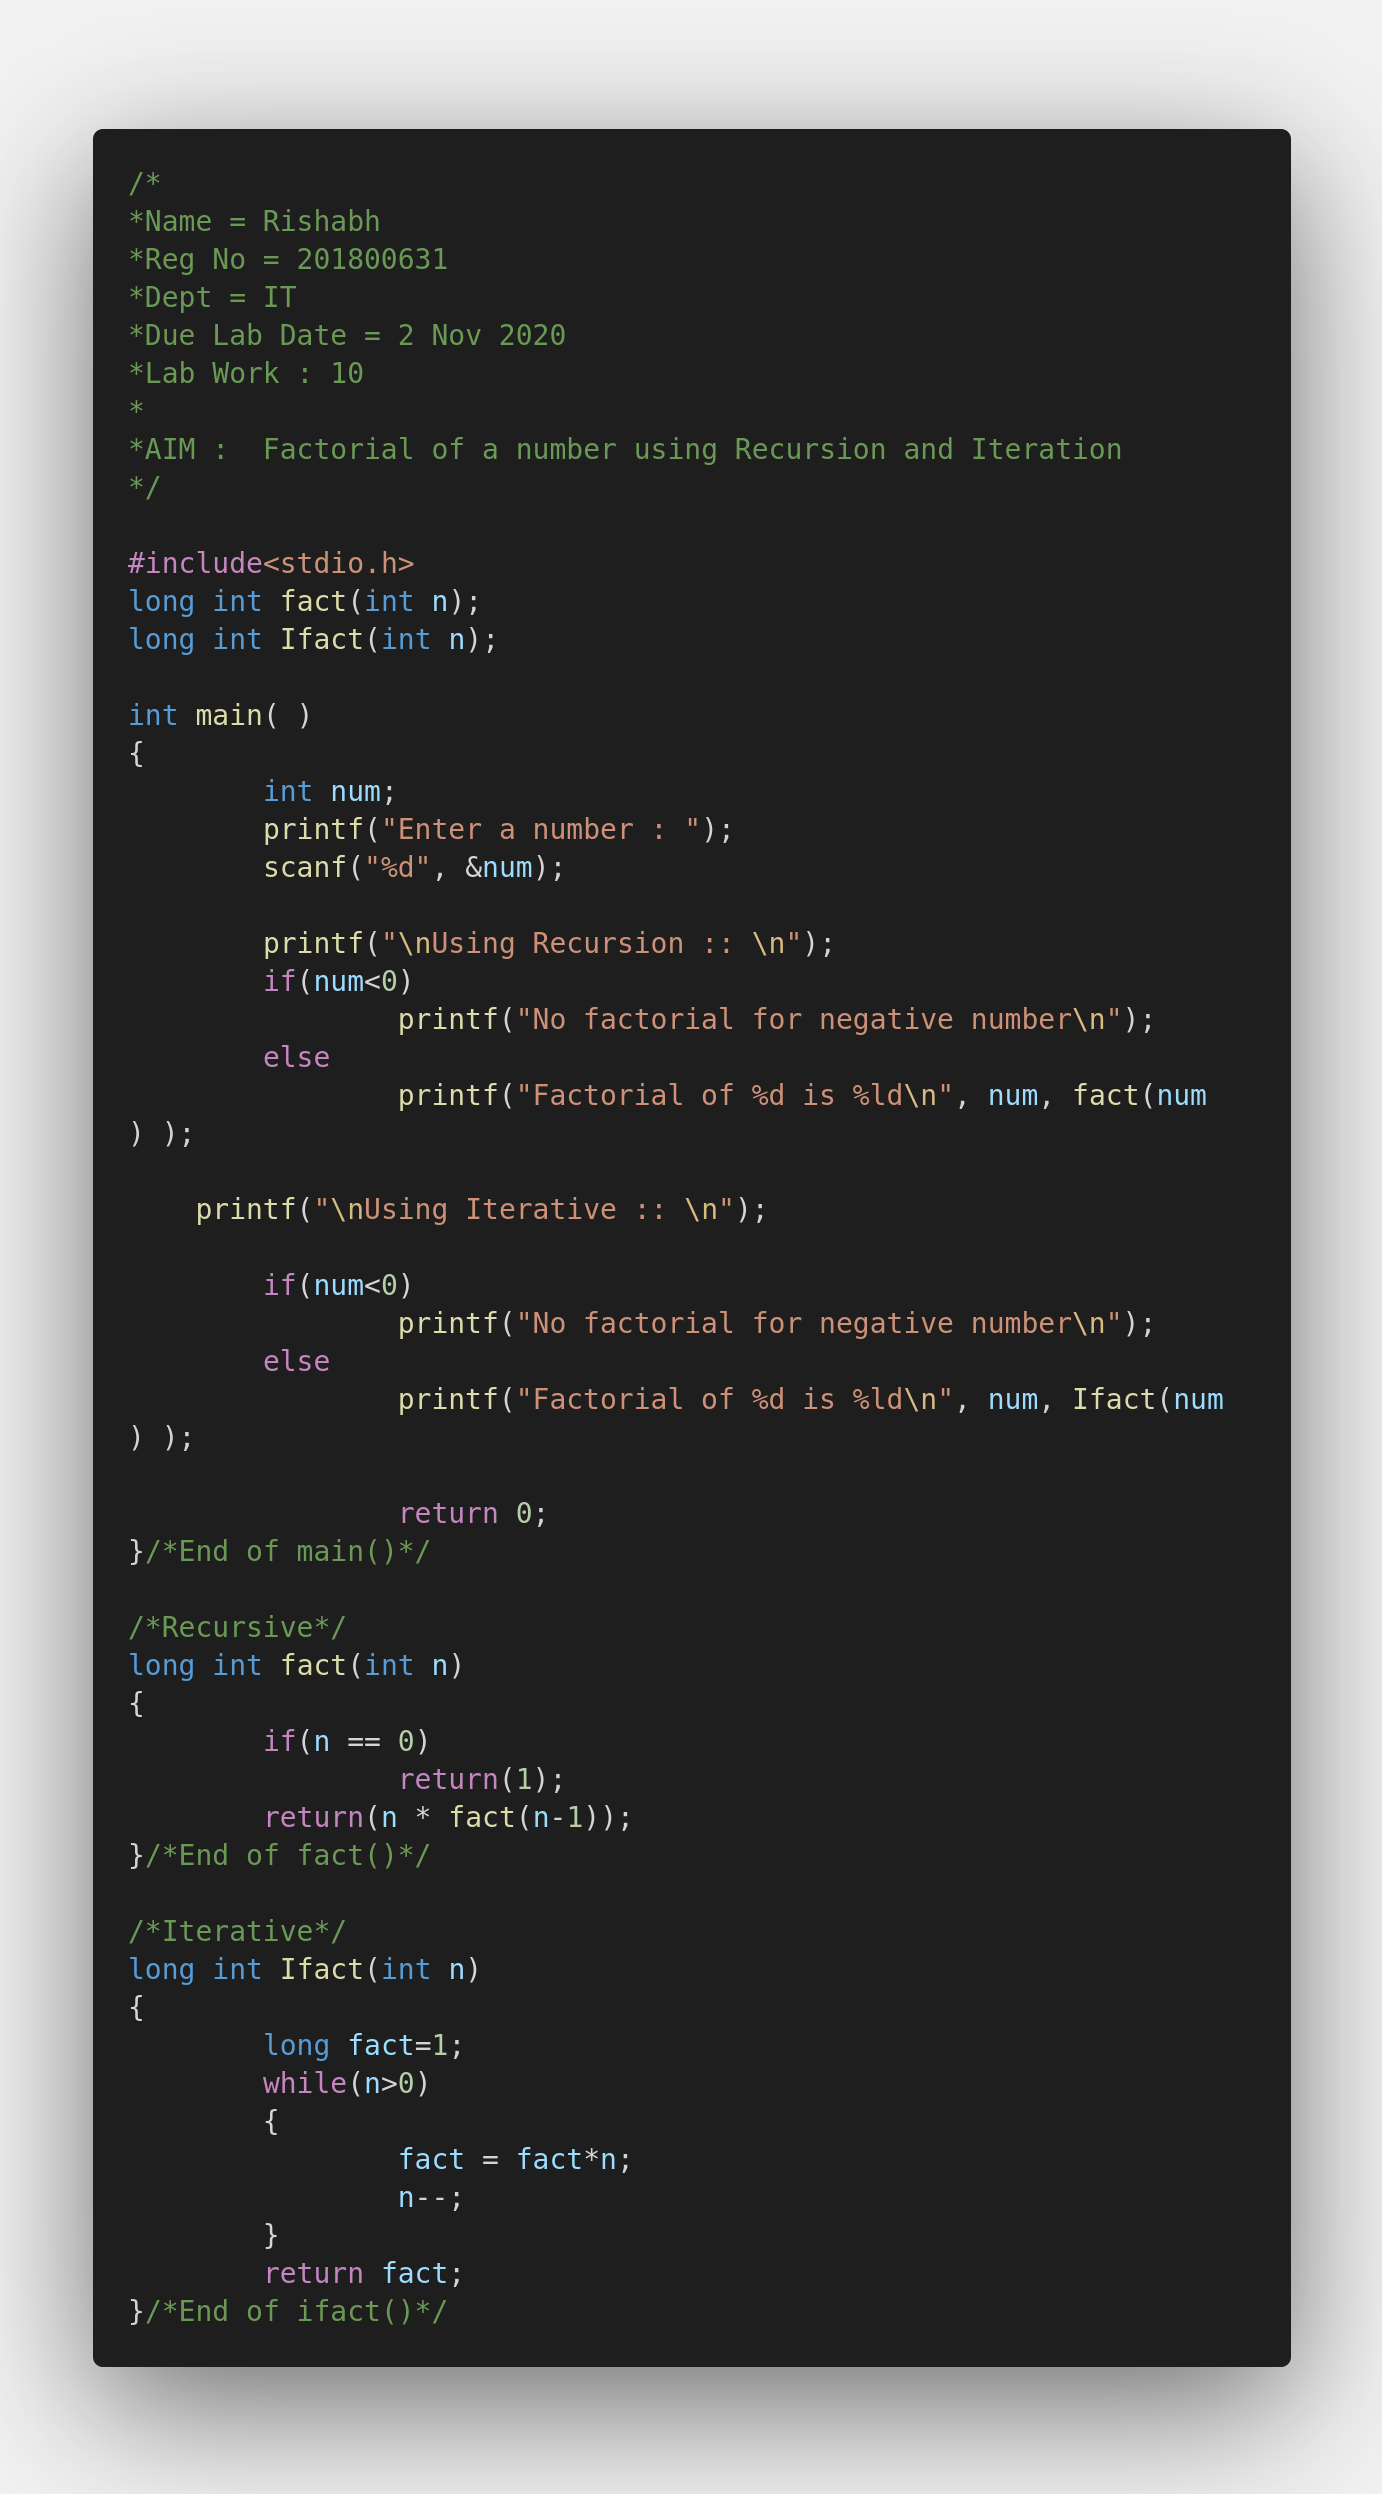 /*
*Name = Rishabh
*Reg No = 201800631
*Dept = IT
*Due Lab Date = 2 Nov 2020
*Lab Work : 10
*
*AIM :  Factorial of a number using Recursion and Iteration
*/

#include<stdio.h>
long int fact(int n);
long int Ifact(int n);

int main( )
{
        int num;
        printf("Enter a number : ");
        scanf("%d", &num);

        printf("\nUsing Recursion :: \n");
        if(num<0)
                printf("No factorial for negative number\n");
        else
                printf("Factorial of %d is %ld\n", num, fact(num
) );

    printf("\nUsing Iterative :: \n");

        if(num<0)
                printf("No factorial for negative number\n");
        else
                printf("Factorial of %d is %ld\n", num, Ifact(num
) );

                return 0;
}/*End of main()*/

/*Recursive*/
long int fact(int n)
{
        if(n == 0)
                return(1);
        return(n * fact(n-1));
}/*End of fact()*/

/*Iterative*/
long int Ifact(int n)
{
        long fact=1;
        while(n>0)
        {
                fact = fact*n;
                n--;
        }
        return fact;
}/*End of ifact()*/